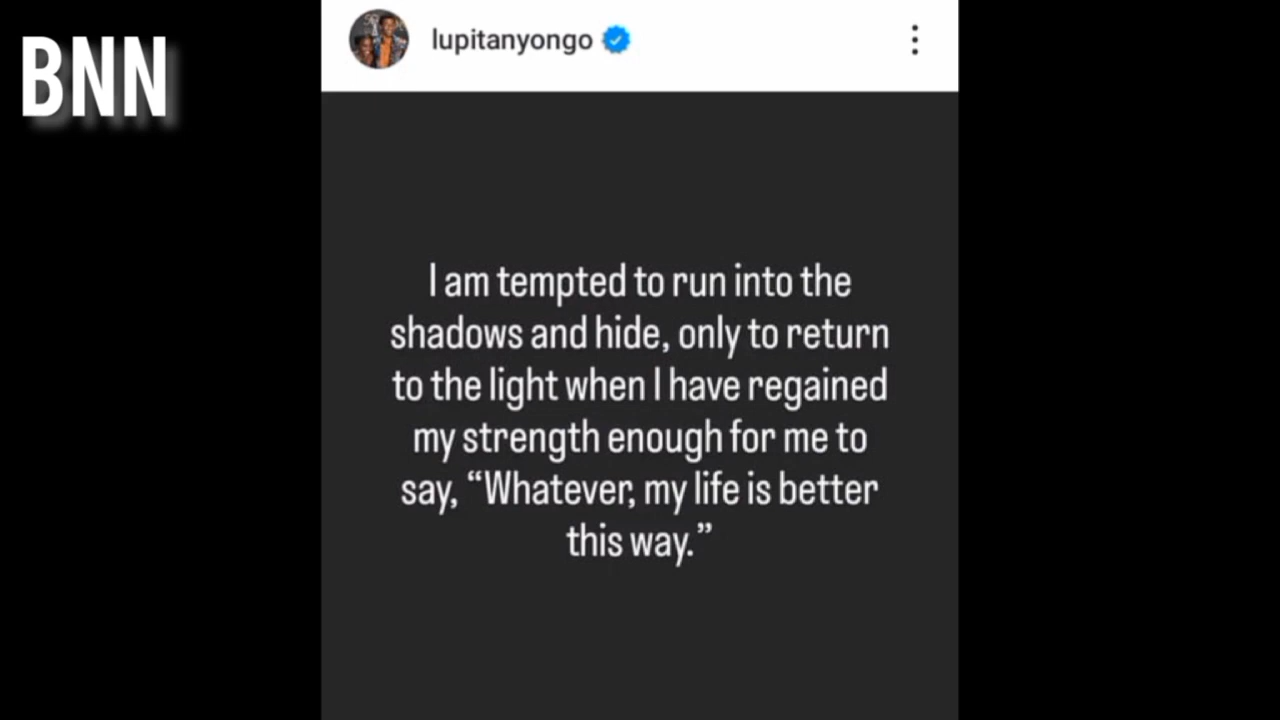 BNN
lupitanyongo
I am tempted to run into the
shadows and hide, only to return
to the light when I have regained
my strength enough for me to
say, “Whatever, my life is better
this way.”